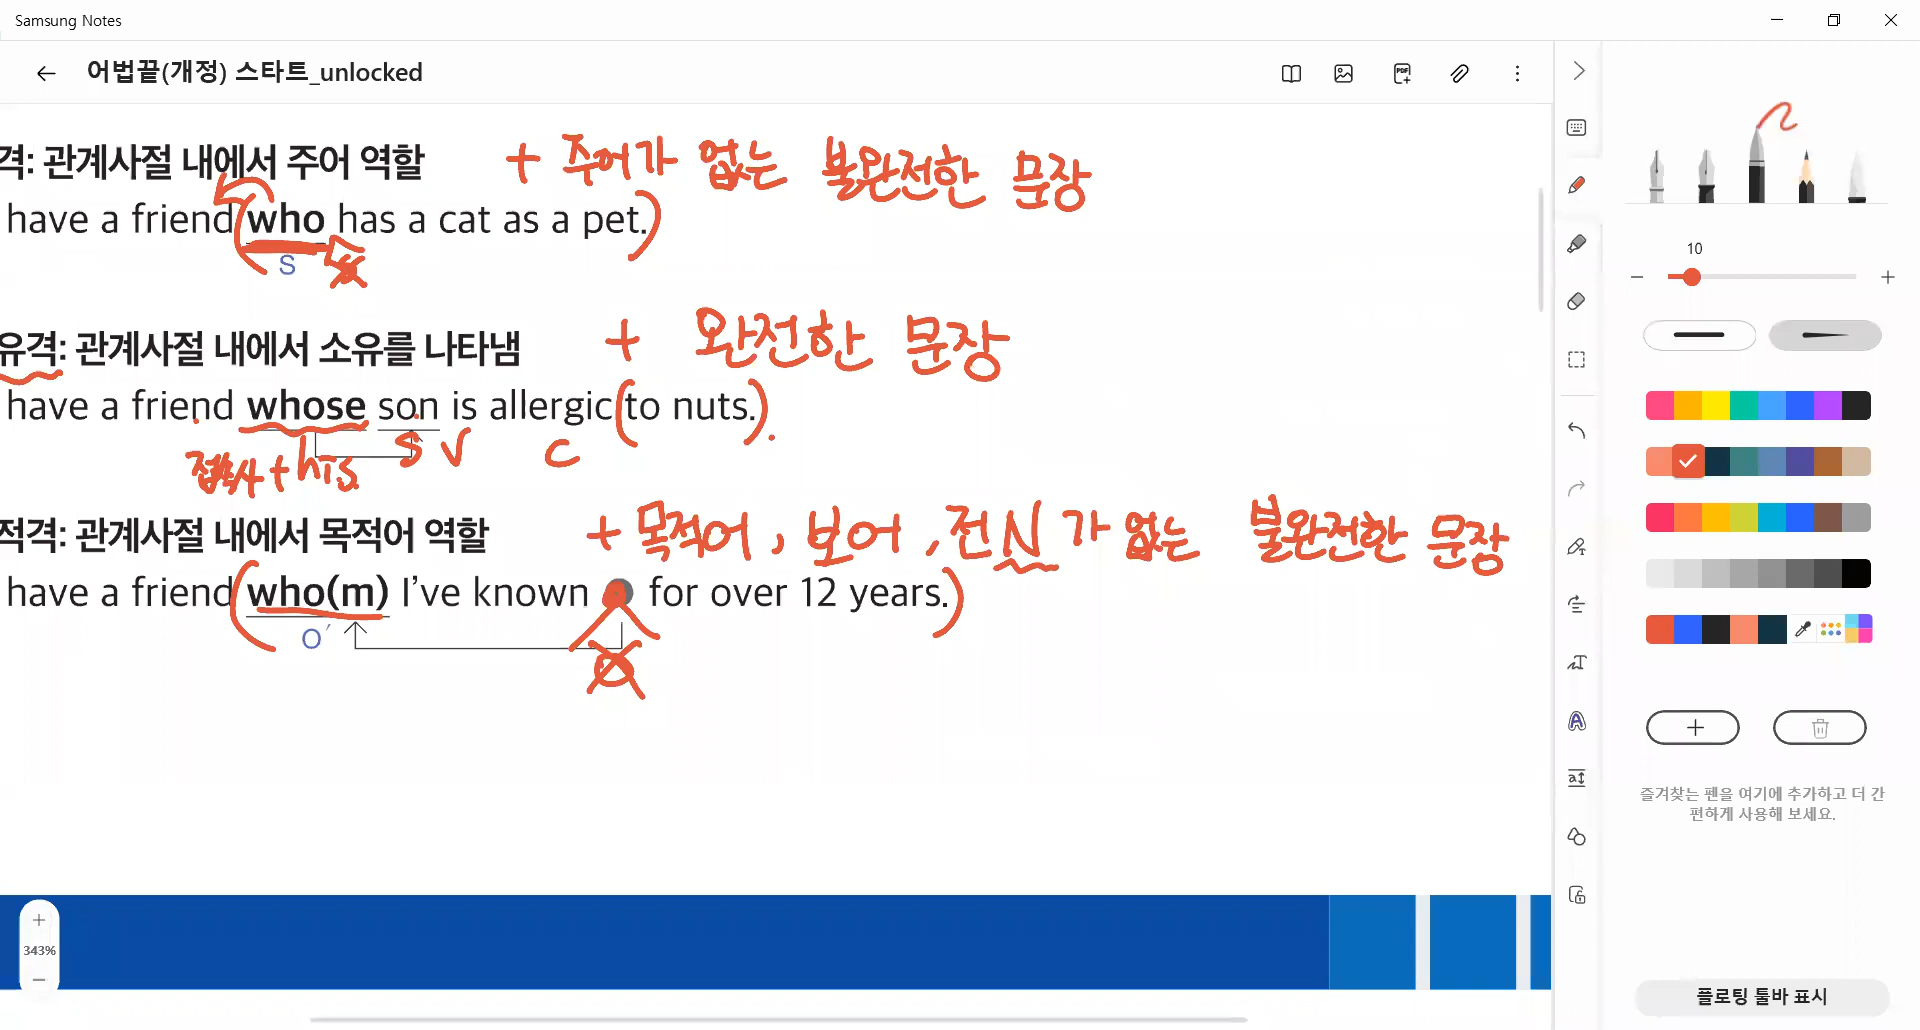 Samsung Notes
어법끝(개정) 스타트_unlocked
격: 관계사절 내에서 주어 역할 + 주어가 없는 불완전한 문장
have a friend who has a cat as a pet.
S
유격: 관계사절 내에서 소유를 나타냄 + 완전한 문장
have a friend whose son is allergic (to nuts.)
접속사 + his S V C
적격: 관계사절 내에서 목적어 역할 + 목적어, 보어, 전N가 없는 불완전한 문장
have a friend (who(m) I've known for over 12 years.)
O′
343%
10
즐겨찾는 펜을 여기에 추가하고 더 간
편하게 사용해 보세요.
플로팅 툴바 표시